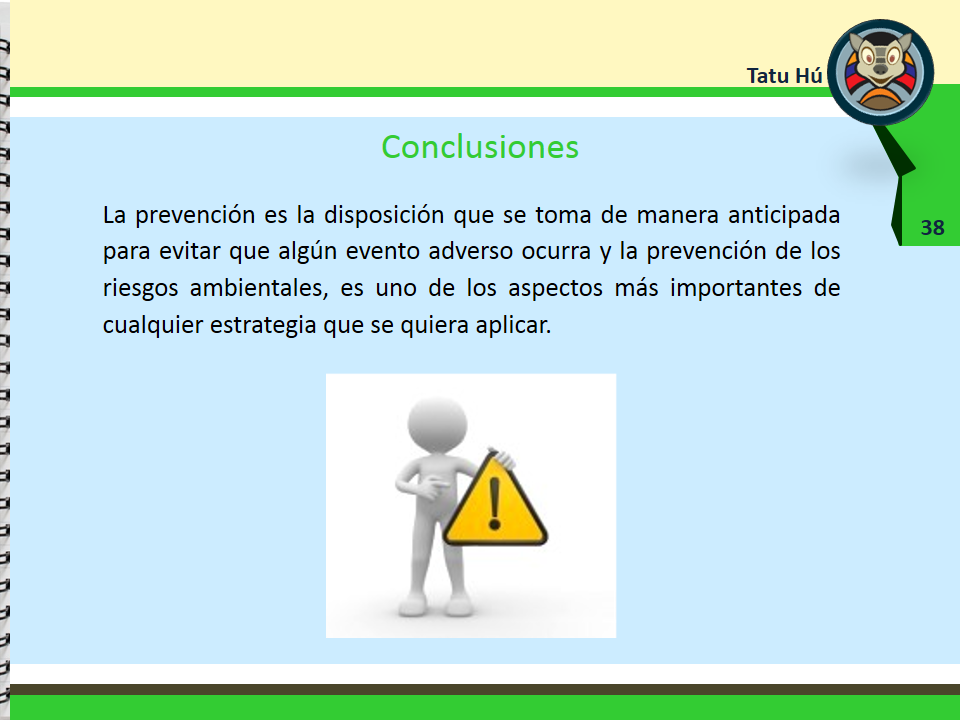 Tatu Hú
Conclusiones
La prevención es la disposición que se toma de manera anticipada
para evitar que algún evento adverso ocurra y la prevención de los
riesgos ambientales, es uno de los aspectos más importantes de
cualquier estrategia que se quiera aplicar.
38